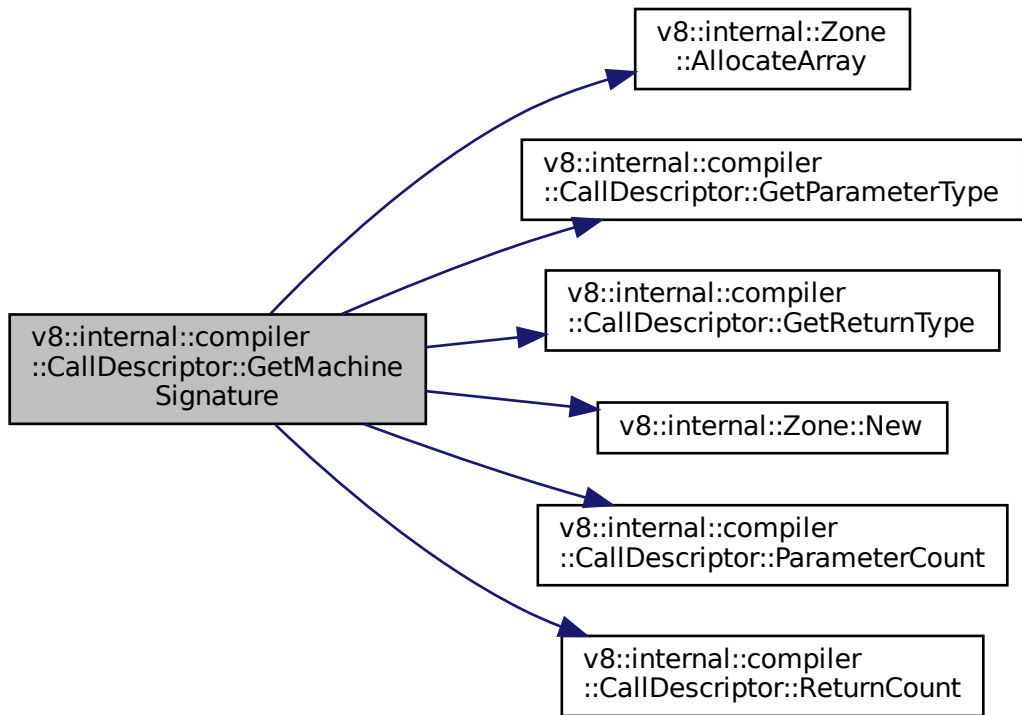 v8::internal::Zone
::AllocateArray
v8::internal::compiler
::CallDescriptor::GetParameterType
v8::internal::compiler
::CallDescriptor::GetReturnType
v8::internal::compiler
::CallDescriptor::GetMachine
Signature
v8::internal::Zone::New
v8::internal::compiler
::CallDescriptor::ParameterCount
v8::internal::compiler
::CallDescriptor::ReturnCount